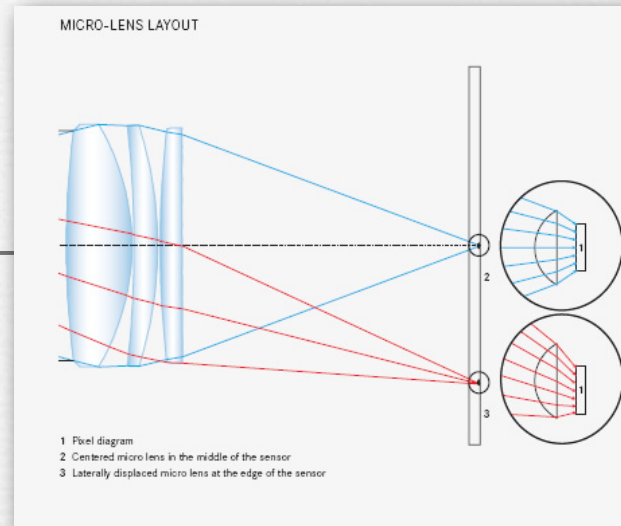 MICRO-LENS LAYOUT
1
2
1
3
1 Pixel diagram
2 Centered micro lens in the middle of the sensor
3 Laterally displaced micro lens at the edge of the sensor